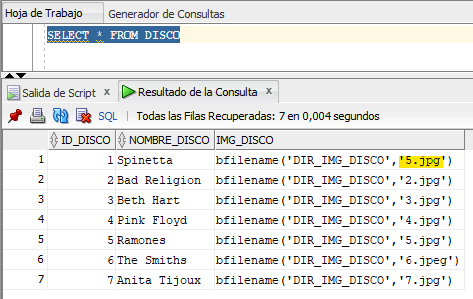 Hoja de Trabajo Generador de Consultas
SELECT * FROM DISCO
Salida de Script x Resultado de la Consulta x
SQL | Todas las Filas Recuperadas: 7 en 0,004 segundos
ID_DISCO NOMBRE_DISCO IMG_DISCO
1 1 Spinetta bfilename('DIR_IMG_DISCO','5.jpg')
2 2 Bad Religion bfilename('DIR_IMG_DISCO','2.jpg')
3 3 Beth Hart bfilename('DIR_IMG_DISCO','3.jpg')
4 4 Pink Floyd bfilename('DIR_IMG_DISCO','4.jpg')
5 5 Ramones bfilename('DIR_IMG_DISCO','5.jpg')
6 6 The Smiths bfilename('DIR_IMG_DISCO','6.jpeg')
7 7 Anita Tijoux bfilename('DIR_IMG_DISCO','7.jpg')